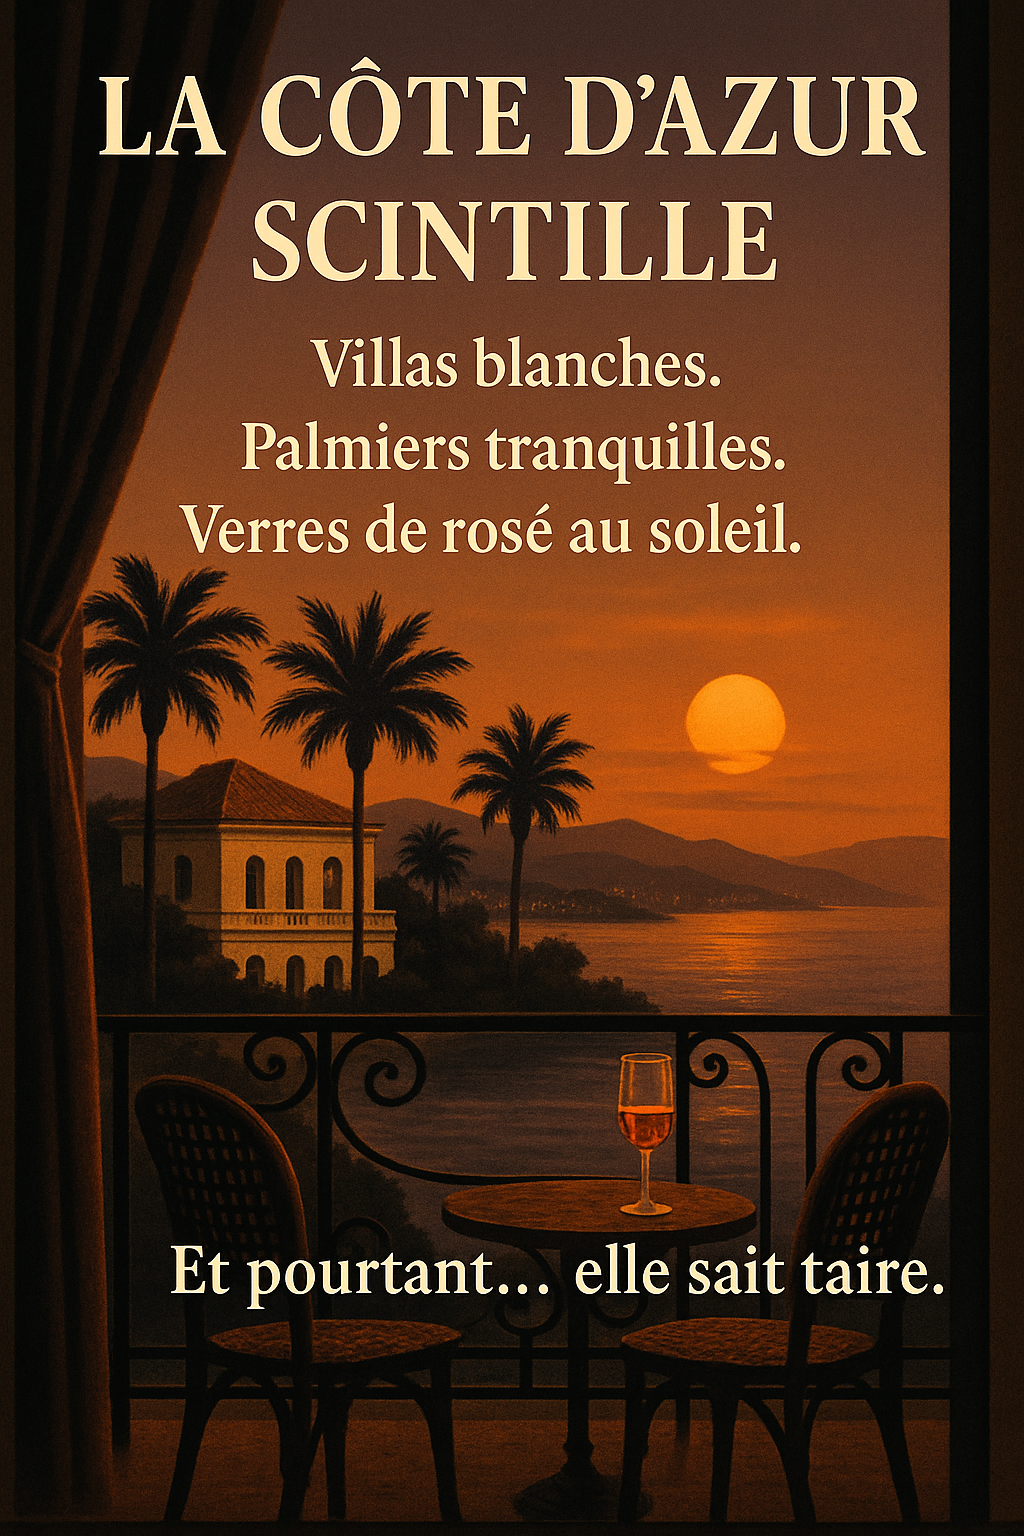 LA CÔTE D’AZUR
SCINTILLE
Villas blanches.
Palmiers tranquilles.
Verres de rosé au soleil.
Et pourtant... elle sait taire.